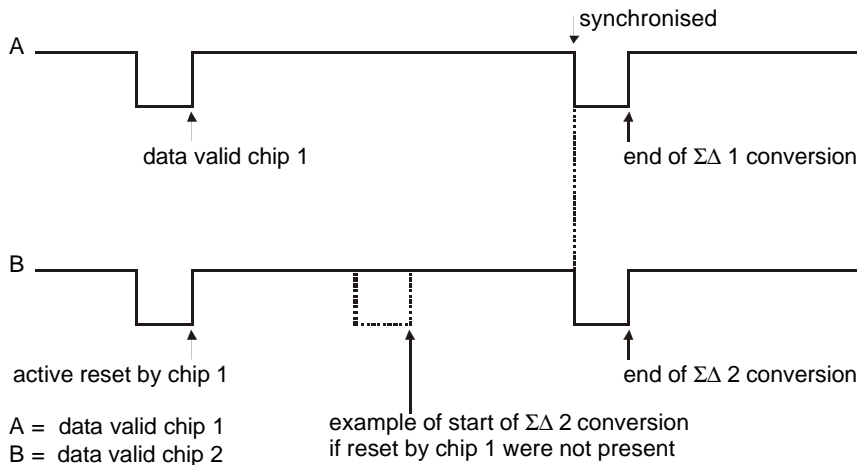 synchronised
A
data valid chip 1
end of ΣΔ 1 conversion
B
active reset by chip 1
end of ΣΔ 2 conversion
A = data valid chip 1
B = data valid chip 2
example of start of ΣΔ 2 conversion
if reset by chip 1 were not present